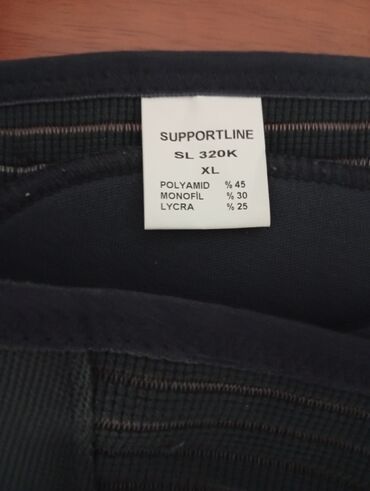 SUPPORTLINE
SL 320K
XL
POLYAMID % 45
MONOFİL % 30
LYCRA % 25